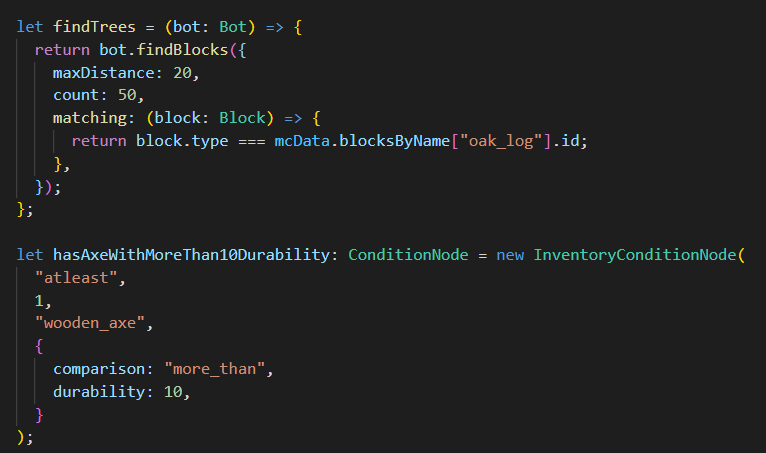 let findTrees = (bot: Bot) => {
  return bot.findBlocks({
    maxDistance: 20,
    count: 50,
    matching: (block: Block) => {
      return block.type === mcData.blocksByName["oak_log"].id;
    },
  });
};

let hasAxeWithMoreThan10Durability: ConditionNode = new InventoryConditionNode(
  "atleast",
  1,
  "wooden_axe",
  {
    comparison: "more_than",
    durability: 10,
  }
);